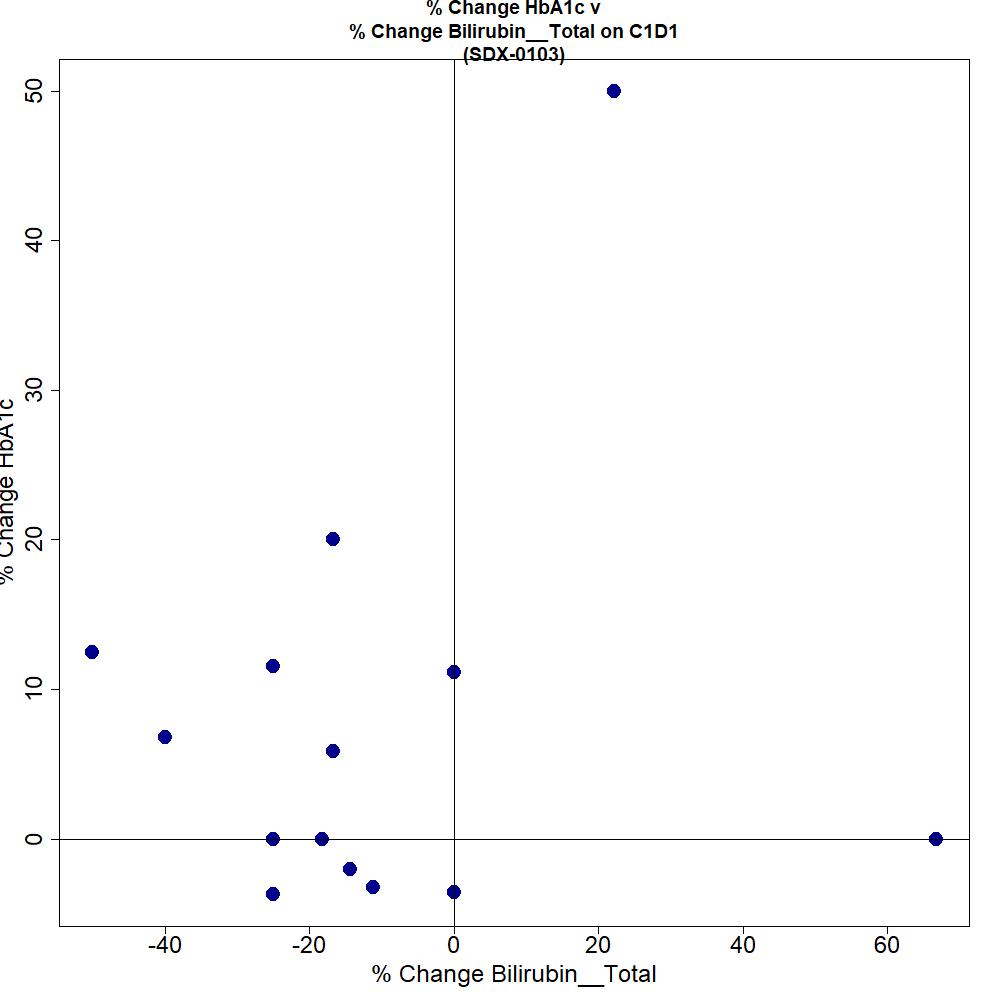 % Change HbA1c v
% Change Bilirubin__Total on C1D1
(SDX-0103)
50
40
30
20
10
0
% Change HbA1c
-40 -20 0 20 40 60
% Change Bilirubin__Total